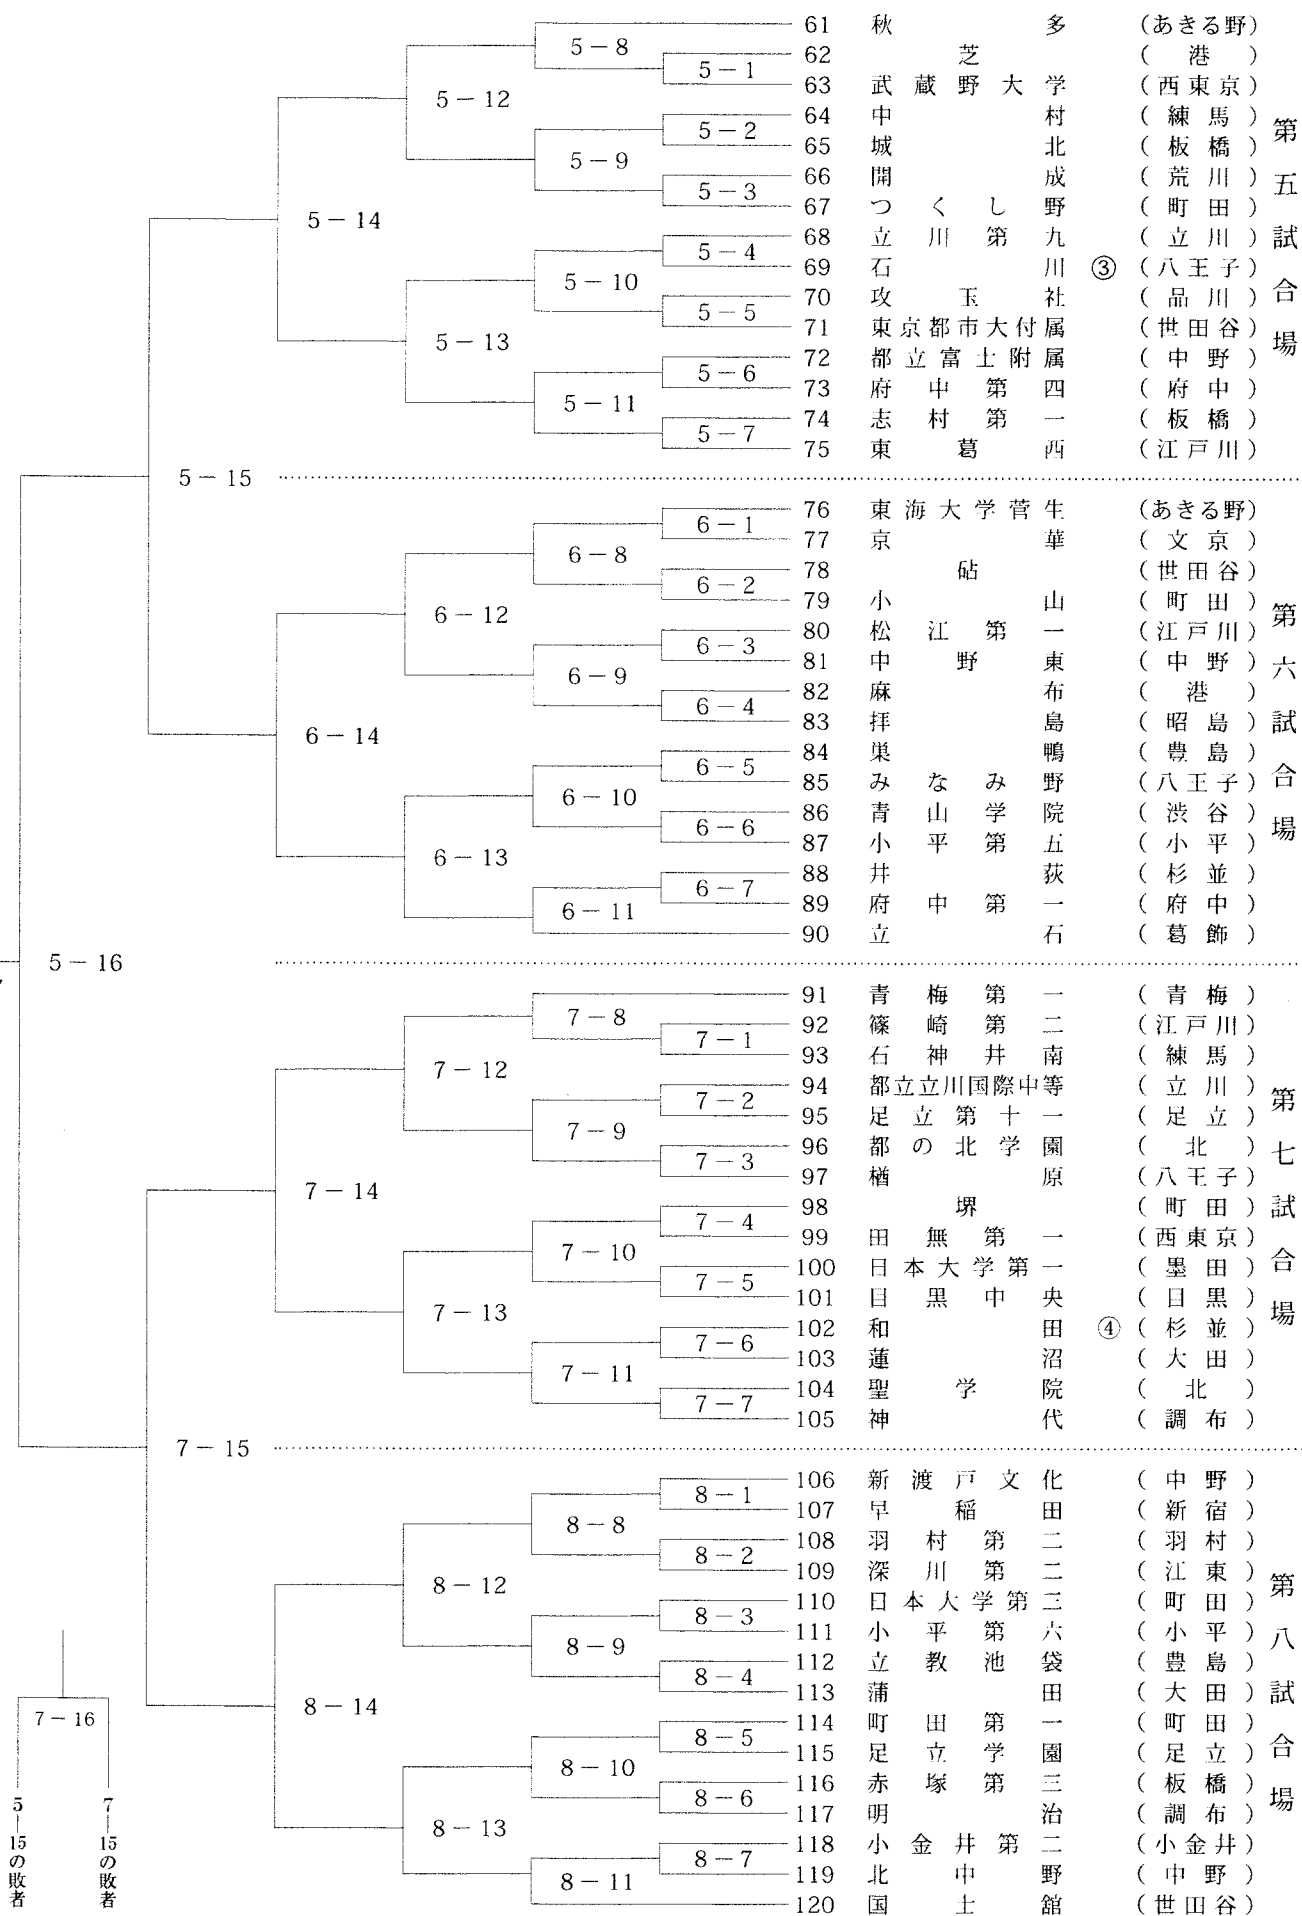 61 秋多 (あきる野)
5－8
62 芝 (港)
5－1
63 武蔵野大学 (西東京)
5－12
64 中村 (練馬)
5－2
65 城北 (板橋)
5－9
66 開成 (荒川)
5－3
67 つくし野 (町田)
5－14
68 立川第九 (立川)
5－4
69 石川 ③ (八王子)
5－10
70 攻玉社 (品川)
5－5
71 東京都市大付属 (世田谷)
5－13
72 都立富士附属 (中野)
5－6
73 府中第四 (府中)
5－11
74 志村第一 (板橋)
5－7
75 東葛西 (江戸川)
第五試合場
5－15
76 東海大学菅生 (あきる野)
6－1
77 京華 (文京)
6－8
78 砧 (世田谷)
6－2
79 小山 (町田)
6－12
80 松江第一 (江戸川)
6－3
81 中野東 (中野)
6－9
82 麻布 (港)
6－4
83 拝島 (昭島)
6－14
84 巣鴨 (豊島)
6－5
85 みなみ野 (八王子)
6－10
86 青山学院 (渋谷)
6－6
87 小平第五 (小平)
6－13
88 井荻 (杉並)
6－7
89 府中第一 (府中)
6－11
90 立石 (葛飾)
第六試合場
5－16
91 青梅第一 (青梅)
7－8
92 篠崎第二 (江戸川)
7－1
93 石神井南 (練馬)
7－12
94 都立立川国際中等 (立川)
7－2
95 足立第十一 (足立)
7－9
96 都の北学園 (北)
7－3
97 楢原 (八王子)
7－14
98 堺 (町田)
7－4
99 田無第一 (西東京)
7－10
100 日本大学第一 (墨田)
7－5
101 目黒中央 (目黒)
7－13
102 和田 ④ (杉並)
7－6
103 蓮沼 (大田)
7－11
104 聖学院 (北)
7－7
105 神代 (調布)
第七試合場
7－15
106 新渡戸文化 (中野)
8－1
107 早稲田 (新宿)
8－8
108 羽村第二 (羽村)
8－2
109 深川第二 (江東)
8－12
110 日本大学第三 (町田)
8－3
111 小平第六 (小平)
8－9
112 立教池袋 (豊島)
8－4
113 蒲田 (大田)
8－14
114 町田第一 (町田)
8－5
115 足立学園 (足立)
8－10
116 赤塚第三 (板橋)
8－6
117 明治 (調布)
8－13
118 小金井第二 (小金井)
8－7
119 北中野 (中野)
8－11
120 国士舘 (世田谷)
第八試合場
7－16
5―15の敗者
7―15の敗者